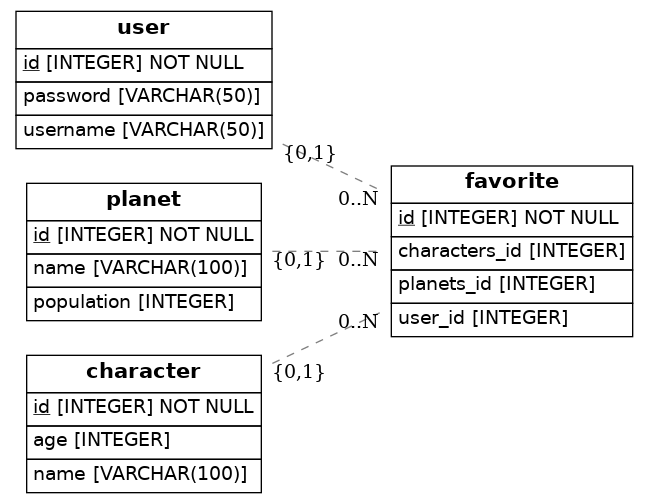 user
id [INTEGER] NOT NULL
password [VARCHAR(50)]
username [VARCHAR(50)]
{0,1}
0..N
planet
id [INTEGER] NOT NULL
name [VARCHAR(100)]
population [INTEGER]
{0,1}
0..N
character
id [INTEGER] NOT NULL
age [INTEGER]
name [VARCHAR(100)]
{0,1}
0..N
favorite
id [INTEGER] NOT NULL
characters_id [INTEGER]
planets_id [INTEGER]
user_id [INTEGER]